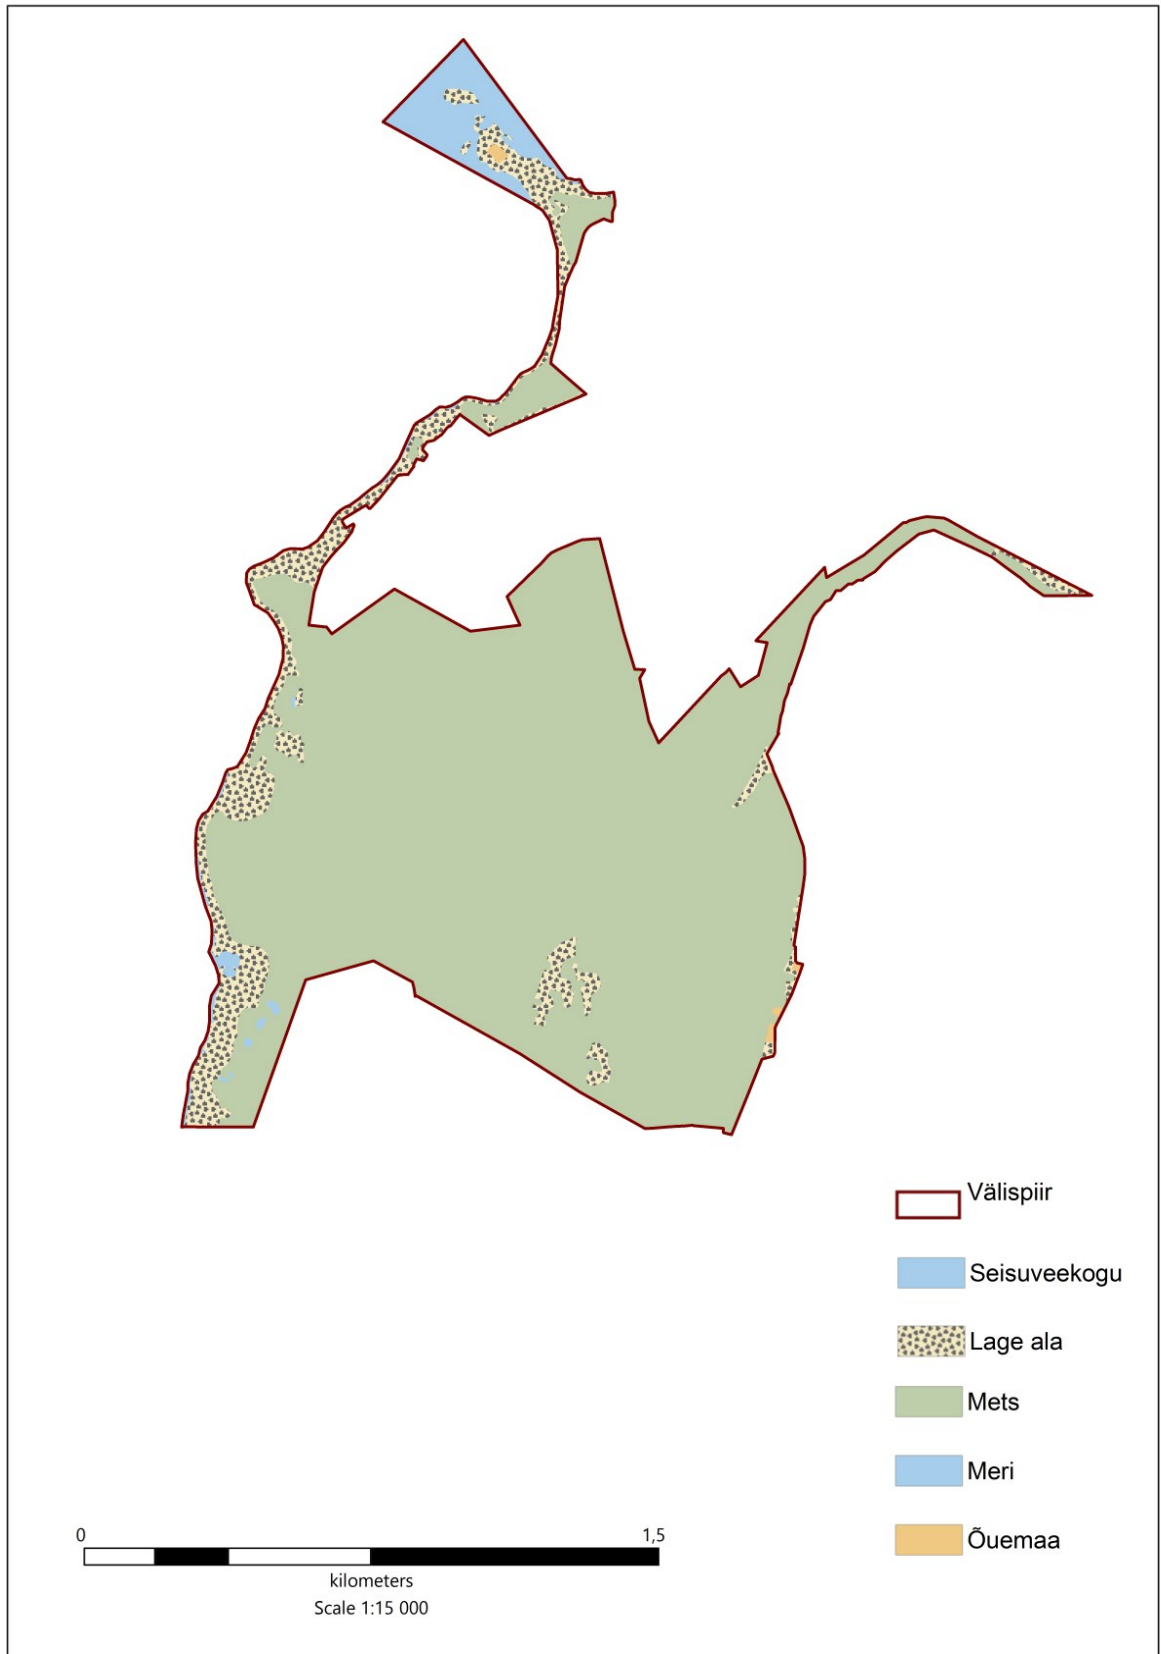 Välispiir
Seisuveekogu
Lage ala
Mets
Meri
Õuemaa
0 1,5
kilometers
Scale 1:15 000